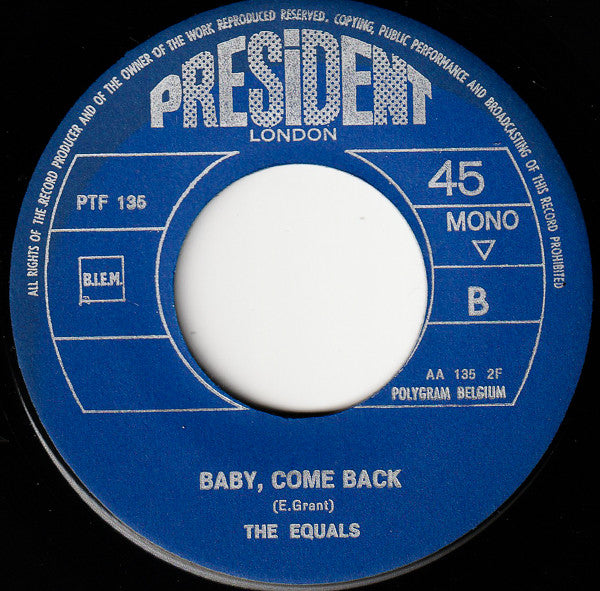 ALL RIGHTS OF THE RECORD PRODUCER AND OF THE OWNER OF THE WORK REPRODUCED RESERVED. COPYING, PUBLIC PERFORMANCE AND BROADCASTING OF THIS RECORD PROHIBITED
PRESiDENT
LONDON
PTF 135
45
MONO
B.I.E.M.
B
AA 135 2F
POLYGRAM BELGIUM
BABY, COME BACK
(E.Grant)
THE EQUALS